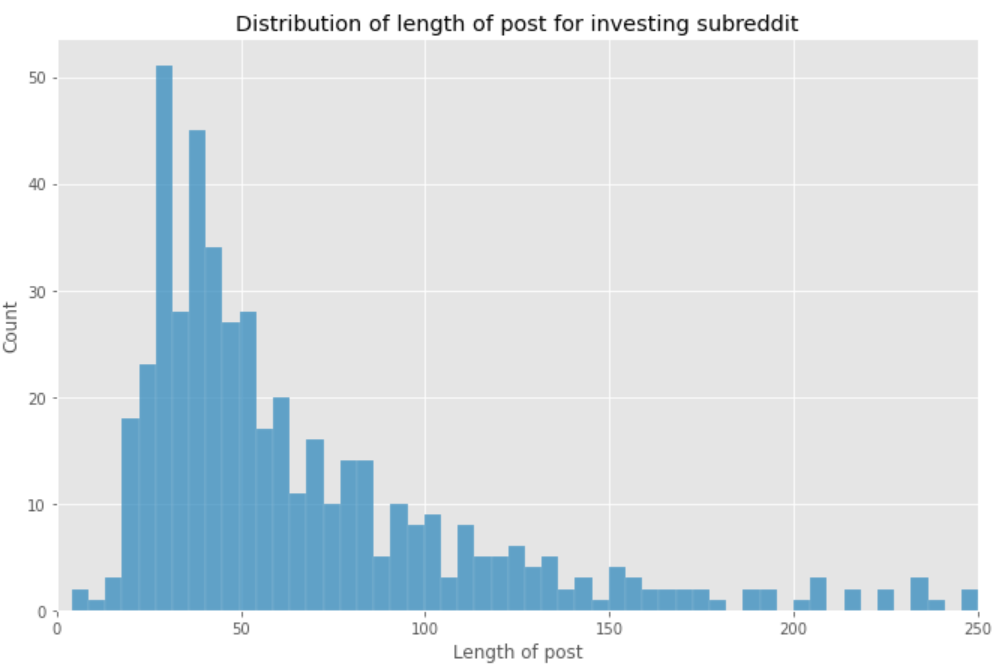 Distribution of length of post for investing subreddit
50
40
30
20
10
0
Count
0 50 100 150 200 250
Length of post